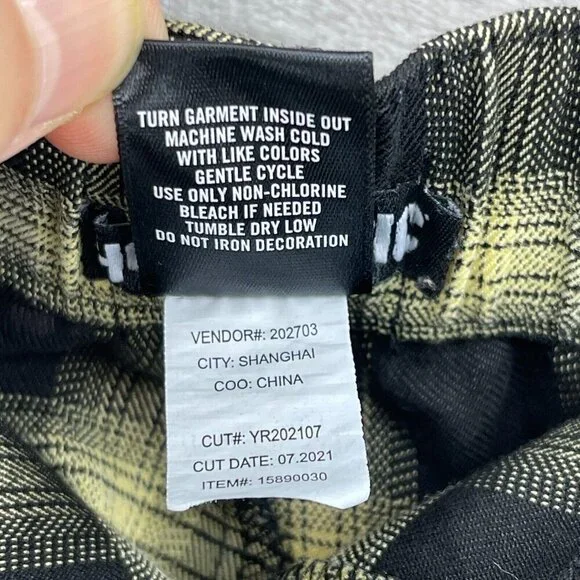 TURN GARMENT INSIDE OUT
MACHINE WASH COLD
WITH LIKE COLORS
GENTLE CYCLE
USE ONLY NON-CHLORINE
BLEACH IF NEEDED
TUMBLE DRY LOW
DO NOT IRON DECORATION
VENDOR#: 202703
CITY: SHANGHAI
COO: CHINA
CUT#: YR202107
CUT DATE: 07.2021
ITEM#: 15890030